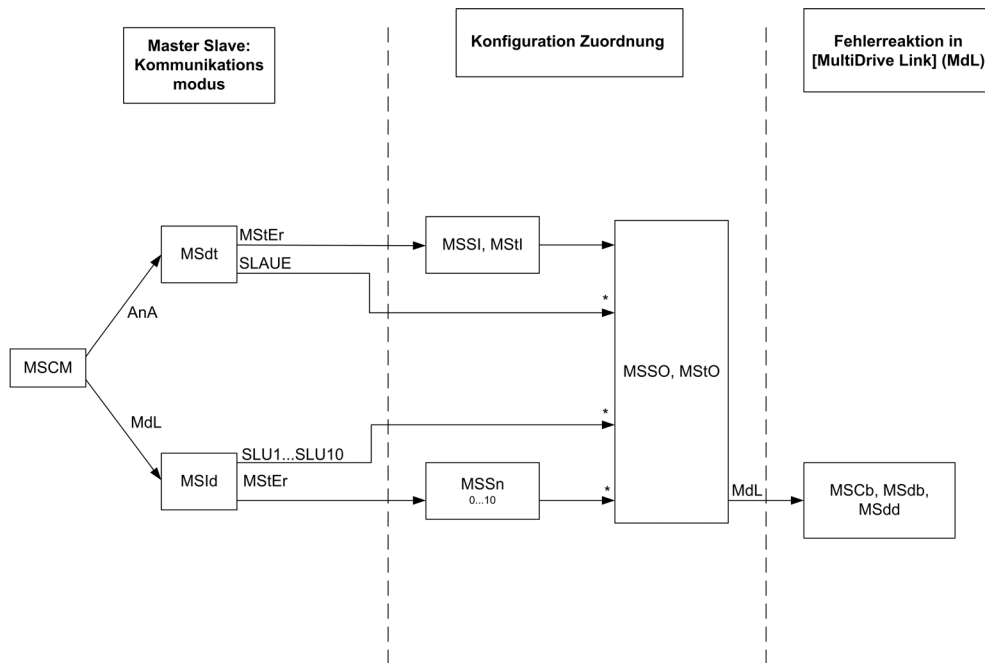 Master Slave:
Kommunikations
modus
Konfiguration Zuordnung
Fehlerreaktion in
[MultiDrive Link] (MdL)
MSCM
AnA
MdL
MSdt
MStEr
SLAUE
MSId
SLU1...SLU10
MStEr
MSSI, MStI
MSSn
0...10
*
*
*
MSSO, MStO
MdL
MSCb, MSdb,
MSdd